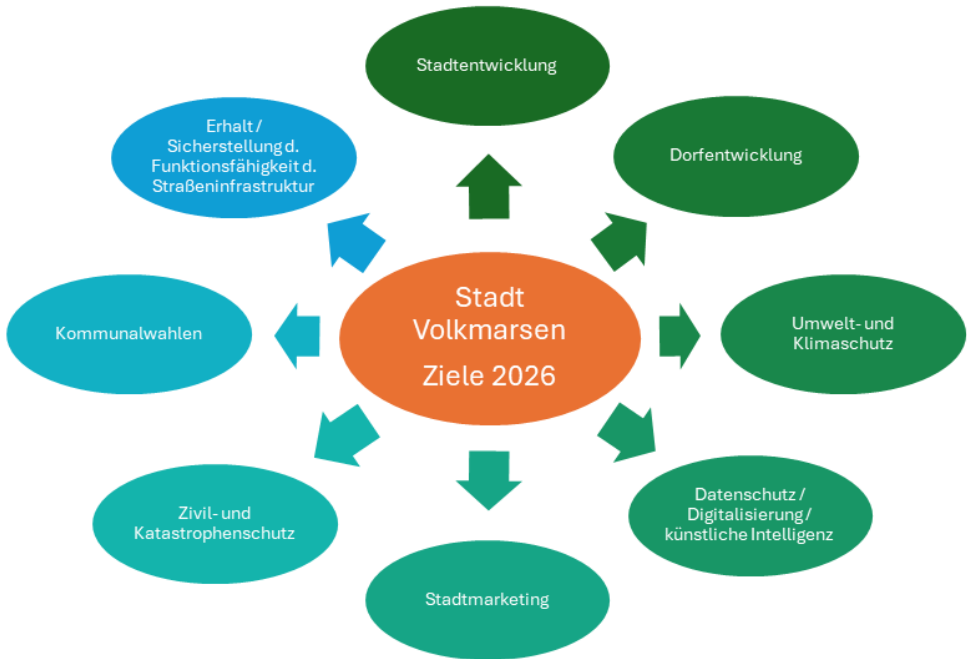 Stadtentwicklung
Erhalt /
Sicherstellung d.
Funktionsfähigkeit d.
Straßeninfrastruktur
Dorfentwicklung
Stadt
Volkmarsen
Ziele 2026
Kommunalwahlen
Umwelt- und
Klimaschutz
Zivil- und
Katastrophenschutz
Datenschutz /
Digitalisierung /
künstliche Intelligenz
Stadtmarketing